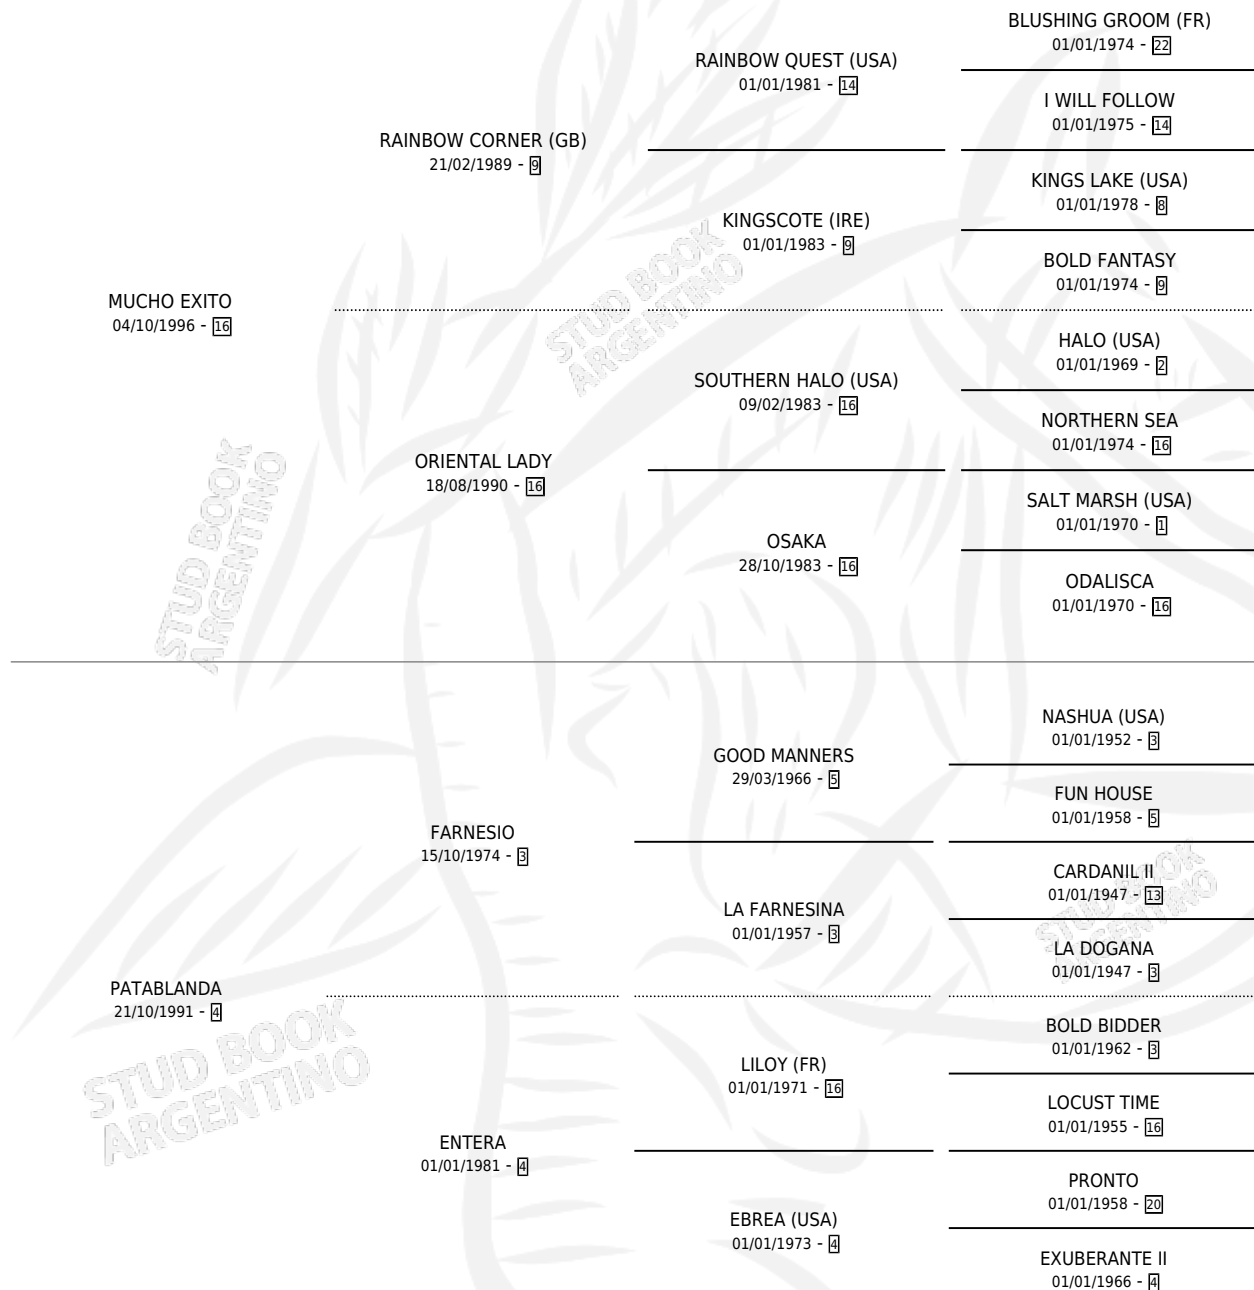 BLUSHING GROOM (FR)
01/01/1974 - 22
RAINBOW QUEST (USA)
01/01/1981 - 14
I WILL FOLLOW
01/01/1975 - 14
RAINBOW CORNER (GB)
21/02/1989 - 9
KINGS LAKE (USA)
01/01/1978 - 8
KINGSCOTE (IRE)
01/01/1983 - 9
BOLD FANTASY
01/01/1974 - 9
MUCHO EXITO
04/10/1996 - 16
HALO (USA)
01/01/1969 - 2
SOUTHERN HALO (USA)
09/02/1983 - 16
NORTHERN SEA
01/01/1974 - 16
ORIENTAL LADY
18/08/1990 - 16
SALT MARSH (USA)
01/01/1970 - 1
OSAKA
28/10/1983 - 16
ODALISCA
01/01/1970 - 16
STUD BOOK
ARGENTINO
STUD BOOK
ARGENTINO
NASHUA (USA)
01/01/1952 - 3
GOOD MANNERS
29/03/1966 - 5
FUN HOUSE
01/01/1958 - 5
FARNESIO
15/10/1974 - 3
CARDANIL II
01/01/1947 - 13
LA FARNESINA
01/01/1957 - 3
LA DOGANA
01/01/1947 - 3
STUD BOOK
ARGENTINO
PATABLANDA
21/10/1991 - 4
BOLD BIDDER
01/01/1962 - 3
LILOY (FR)
01/01/1971 - 16
LOCUST TIME
01/01/1955 - 16
ENTERA
01/01/1981 - 4
PRONTO
01/01/1958 - 20
EBREA (USA)
01/01/1973 - 4
EXUBERANTE II
01/01/1966 - 4
STUD BOOK
ARGENTINO